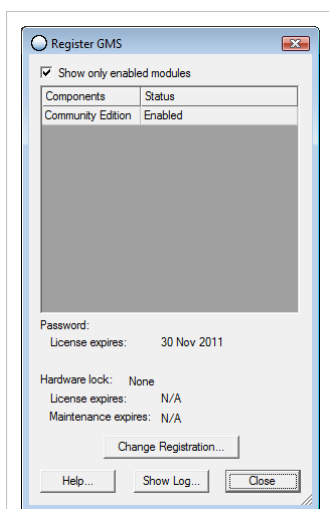 Register GMS
Show only enabled modules
Components Status
Community Edition Enabled
Password:
License expires: 30 Nov 2011
Hardware lock: None
License expires: N/A
Maintenance expires: N/A
Change Registration...
Help... Show Log... Close